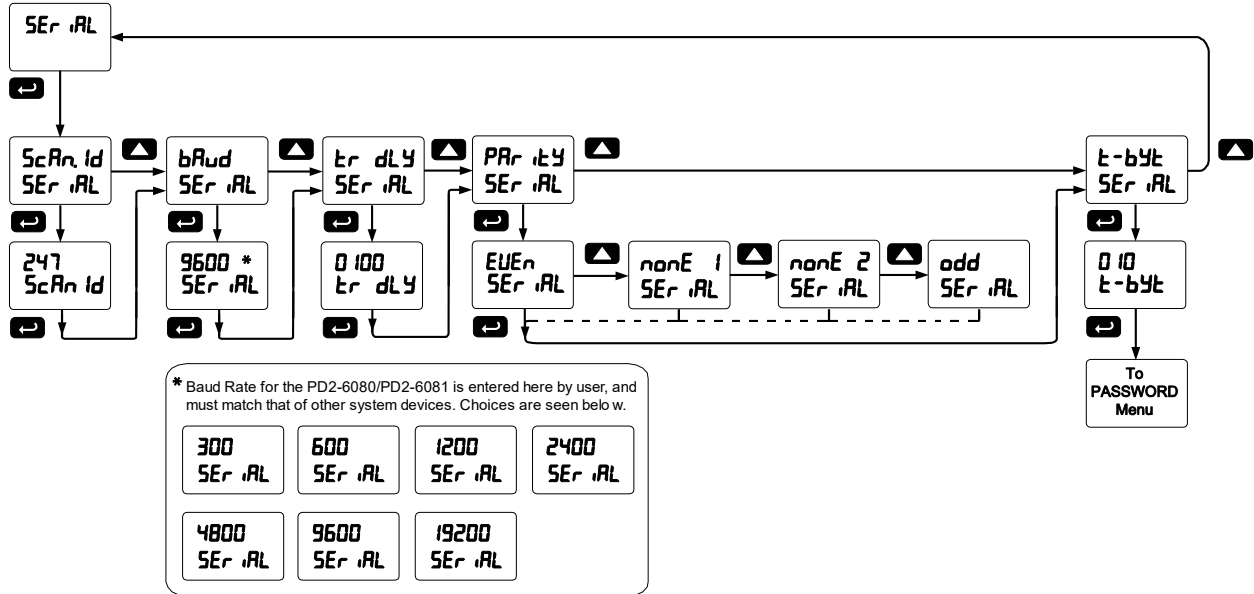 SEr iAL
ScAn.Id
SEr iAL
bAud
SEr iAL
tr dLY
SEr iAL
PAr itY
SEr iAL
t-bYt
SEr iAL
247
ScAn Id
9600 *
SEr iAL
0100
tr dLY
EUEn
SEr iAL
nonE 1
SEr iAL
nonE 2
SEr iAL
odd
SEr iAL
010
t-bYt
To
PASSWORD
Menu
* Baud Rate for the PD2-6080/PD2-6081 is entered here by user, and
must match that of other system devices. Choices are seen below.
300
SEr iAL
600
SEr iAL
1200
SEr iAL
2400
SEr iAL
4800
SEr iAL
9600
SEr iAL
19200
SEr iAL